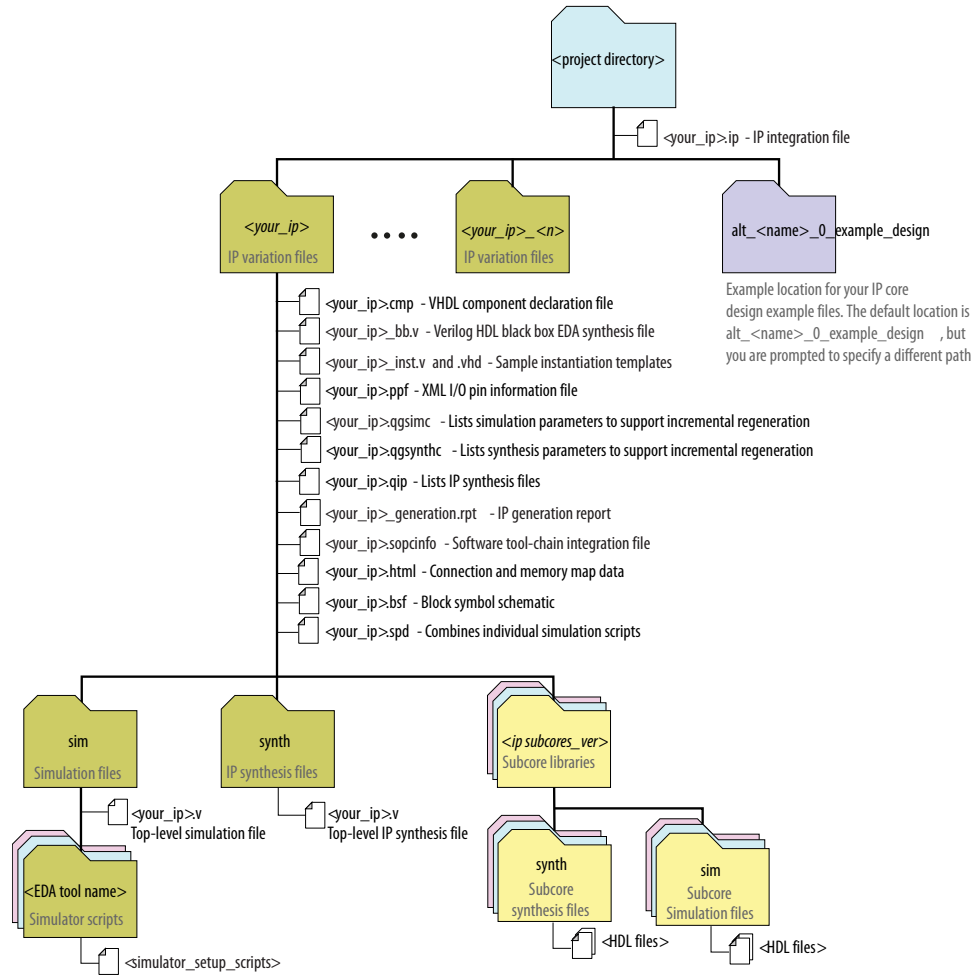 <project directory>
<your_ip>.ip - IP integration file
<your_ip>
IP variation files
<your_ip>_<n>
IP variation files
alt_<name>_0_example_design
Example location for your IP core
design example files. The default location is
alt_<name>_0_example_design , but
you are prompted to specify a different path
<your_ip>.cmp - VHDL component declaration file
<your_ip>_bb.v - Verilog HDL black box EDA synthesis file
<your_ip>_inst.v and .vhd - Sample instantiation templates
<your_ip>.ppf - XML I/O pin information file
<your_ip>.qgsimc - Lists simulation parameters to support incremental regeneration
<your_ip>.qgsynthc - Lists synthesis parameters to support incremental regeneration
<your_ip>.qip - Lists IP synthesis files
<your_ip>_generation.rpt - IP generation report
<your_ip>.sopcinfo - Software tool-chain integration file
<your_ip>.html - Connection and memory map data
<your_ip>.bsf - Block symbol schematic
<your_ip>.spd - Combines individual simulation scripts
sim
Simulation files
synth
IP synthesis files
<ip subcores_ver>
Subcore libraries
<your_ip>.v
Top-level simulation file
<your_ip>.v
Top-level IP synthesis file
<EDA tool name>
Simulator scripts
<simulator_setup_scripts>
synth
Subcore
synthesis files
<HDL files>
sim
Subcore
Simulation files
<HDL files>